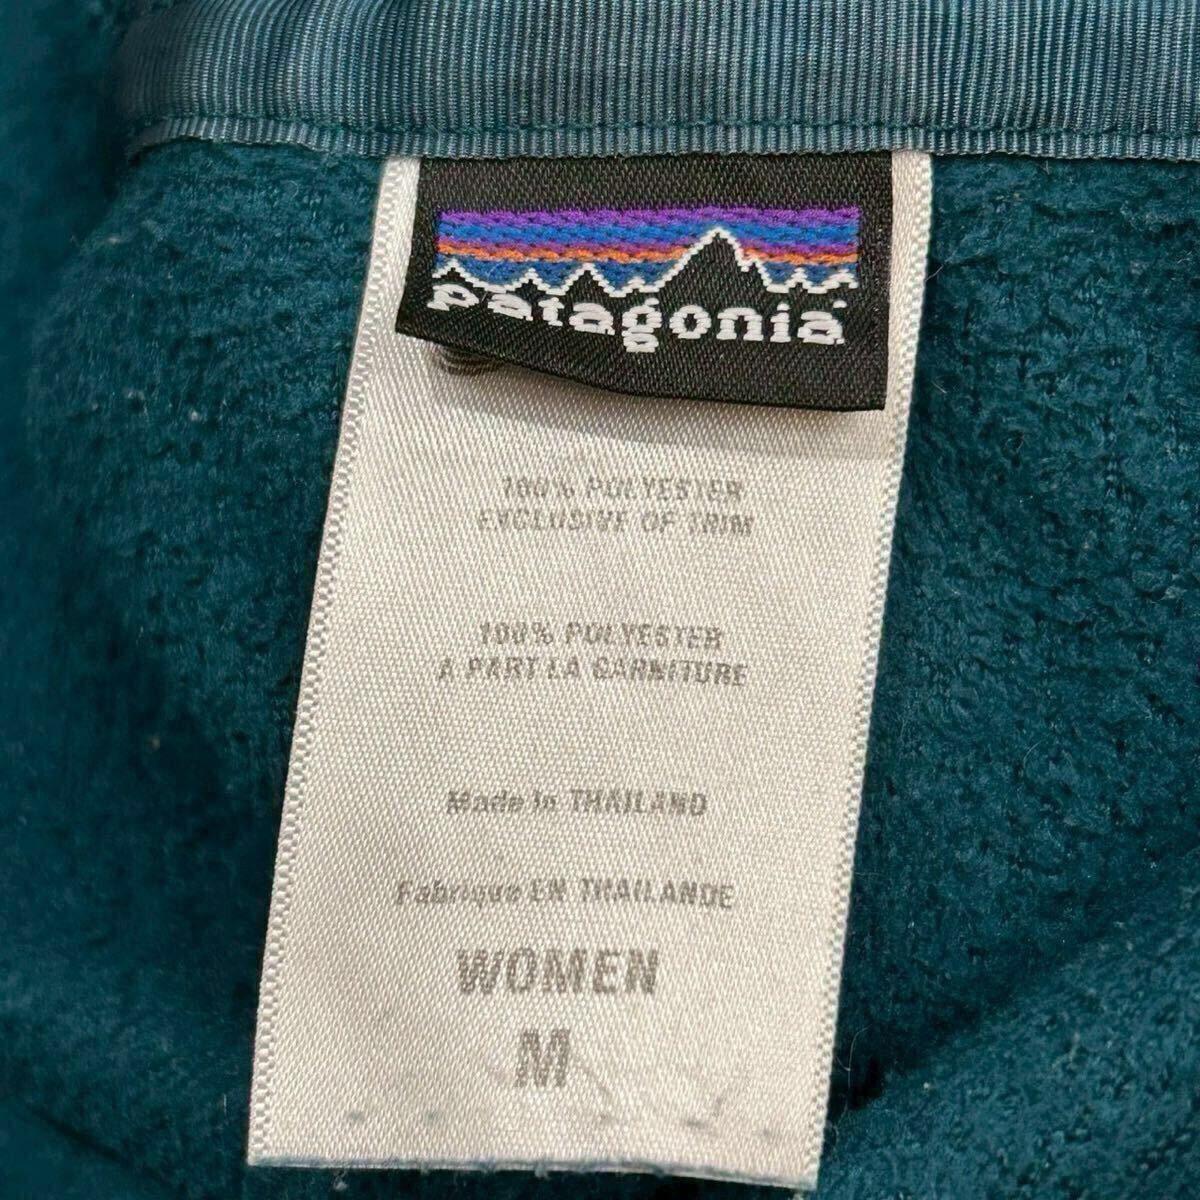 patagonia
100% POLYESTER
EXCLUSIVE OF TRIM
100% POLYESTER
A PART LA GARNITURE
Made in THAILAND
Fabrique EN THAILANDE
WOMEN
M